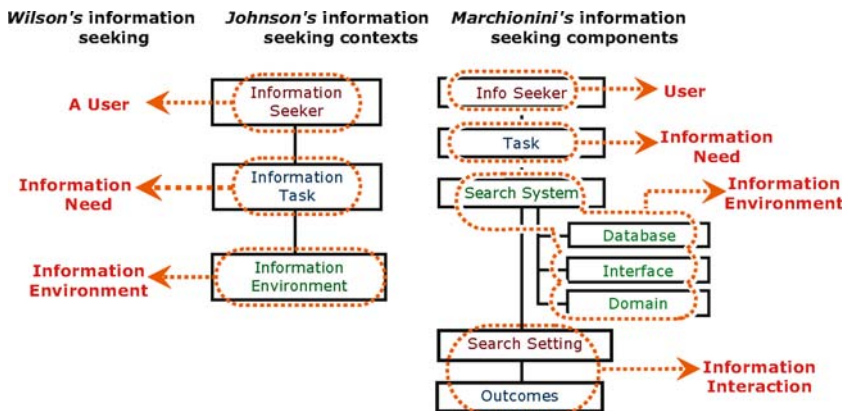 Wilson's information
seeking
Johnson's information
seeking contexts
Marchionini's information
seeking components
A User
Information
Seeker
Info Seeker
User
Task
Information
Need
Information
Need
Information
Task
Search System
Information
Environment
Database
Information
Environment
Information
Environment
Interface
Domain
Search Setting
Information
Interaction
Outcomes